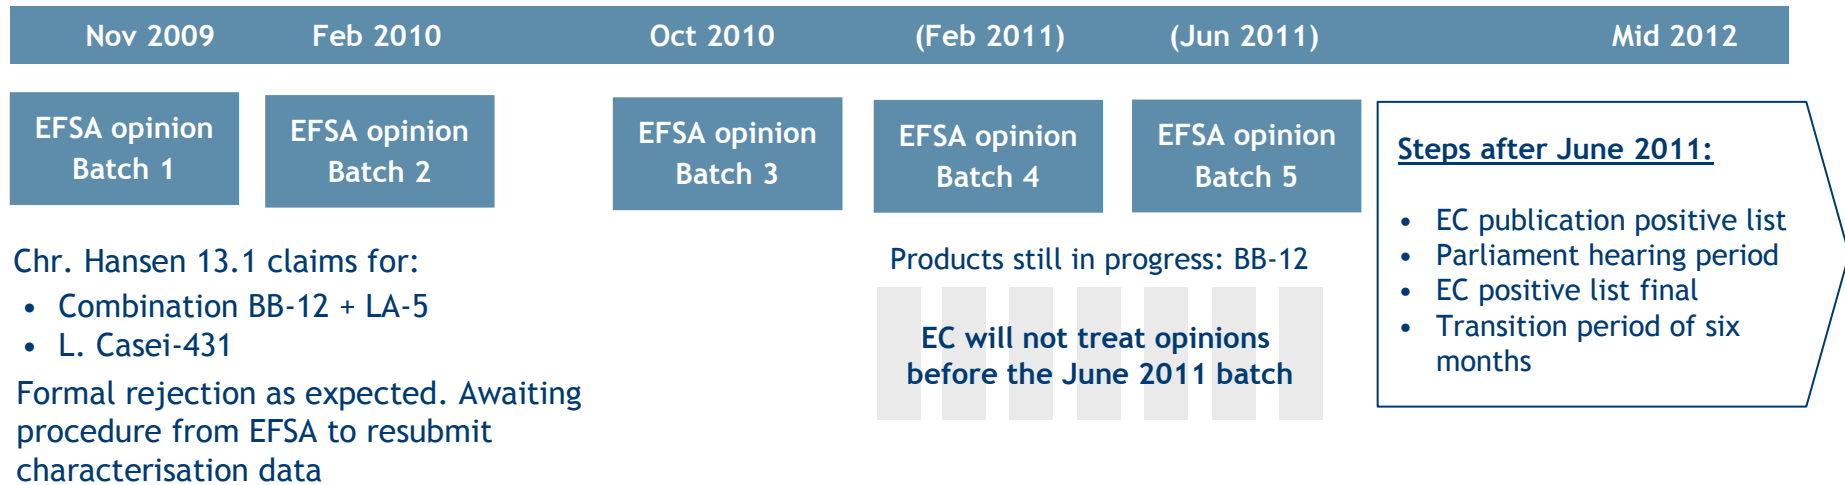 Nov 2009 Feb 2010 Oct 2010 (Feb 2011) (Jun 2011) Mid 2012
EFSA opinion
Batch 1
EFSA opinion
Batch 2
EFSA opinion
Batch 3
EFSA opinion
Batch 4
EFSA opinion
Batch 5
Chr. Hansen 13.1 claims for:
• Combination BB-12 + LA-5
• L. Casei-431
Formal rejection as expected. Awaiting
procedure from EFSA to resubmit
characterisation data
Products still in progress: BB-12
EC will not treat opinions
before the June 2011 batch
Steps after June 2011:
• EC publication positive list
• Parliament hearing period
• EC positive list final
• Transition period of six
months